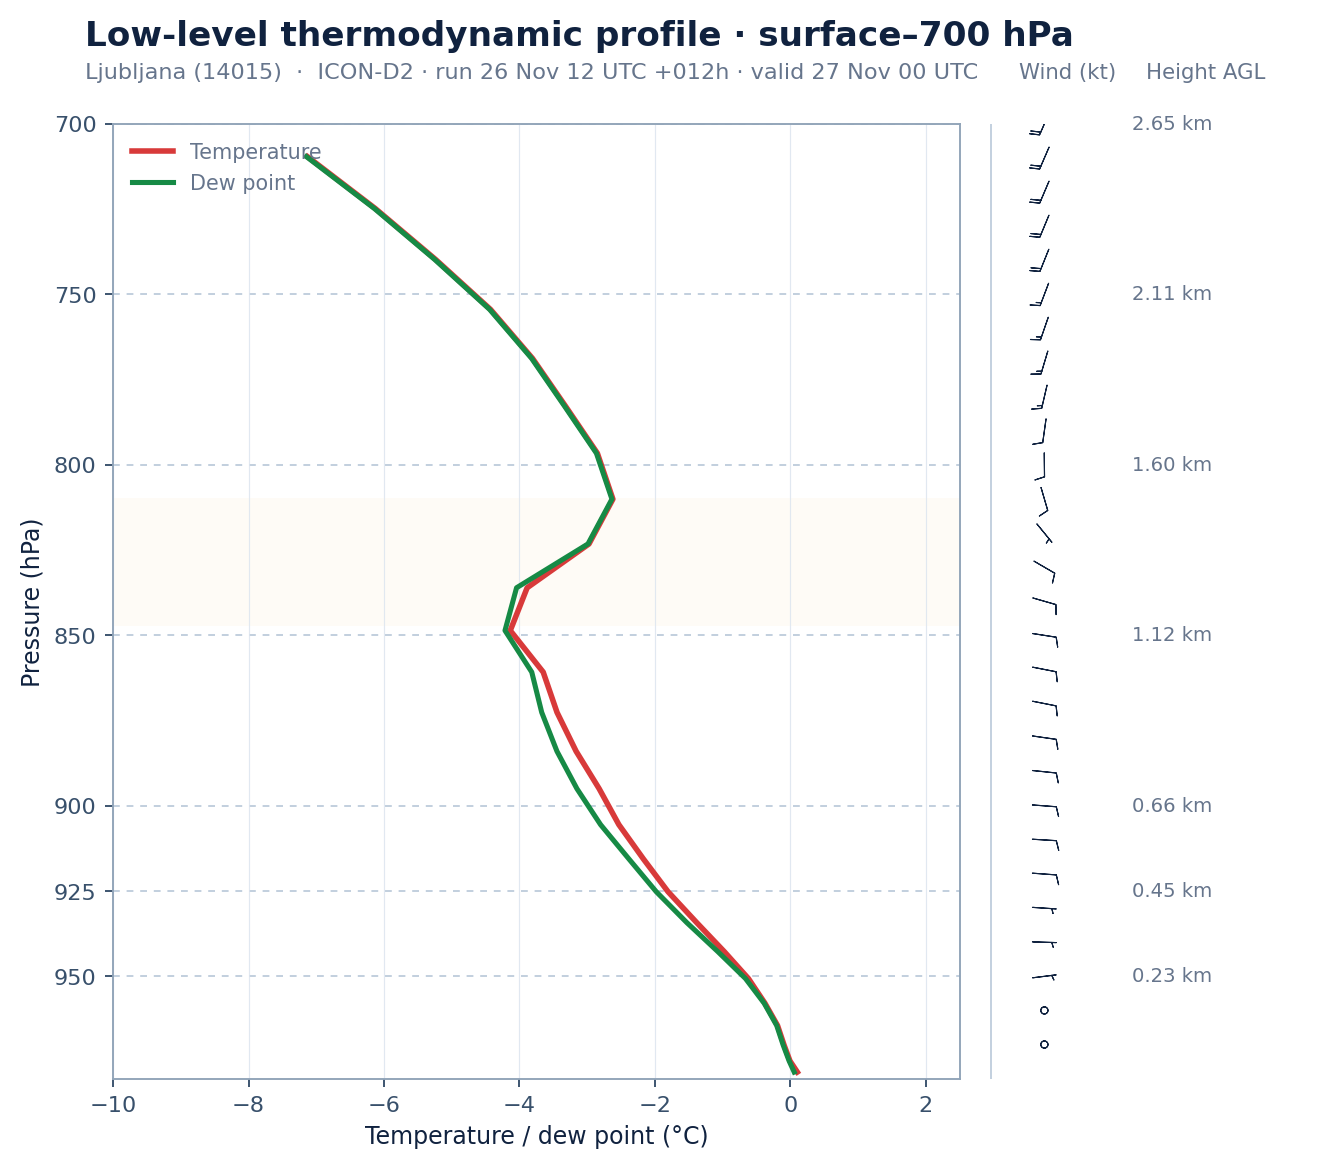 Low-level thermodynamic profile · surface–700 hPa
Ljubljana (14015) · ICON-D2 · run 26 Nov 12 UTC +012h · valid 27 Nov 00 UTC
Wind (kt)
Height AGL
Temperature
Dew point
700
750
800
850
900
925
950
Pressure (hPa)
−10
−8
−6
−4
−2
0
2
Temperature / dew point (°C)
2.65 km
2.11 km
1.60 km
1.12 km
0.66 km
0.45 km
0.23 km